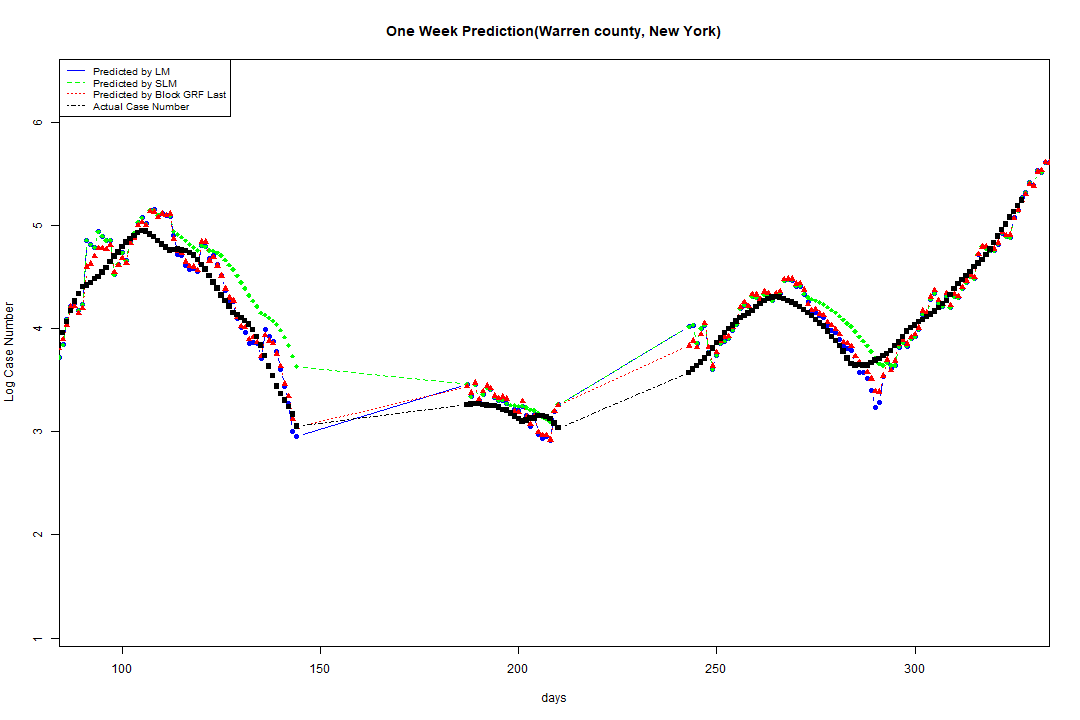 One Week Prediction(Warren county, New York)
Predicted by LM
Predicted by SLM
Predicted by Block GRF Last
Actual Case Number
Log Case Number
6
5
4
3
2
1
100 150 200 250 300
days